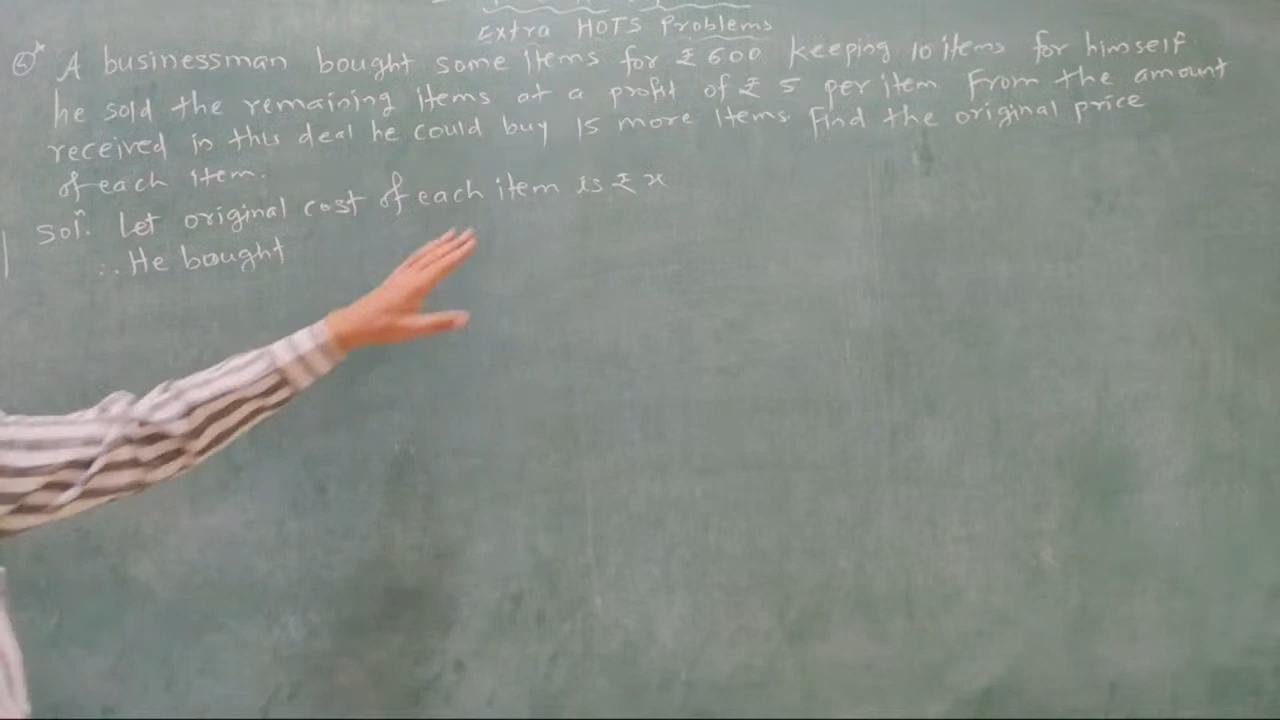 Extra HOTS Problems
6* A businessman bought some items for ₹ 600 keeping 10 items for himself
he sold the remaining items at a profit of ₹ 5 per item From the amount
received in this deal he could buy 15 more items. Find the original price
of each item.
Solⁿ. Let original cost of each item is ₹ x
∴ He bought